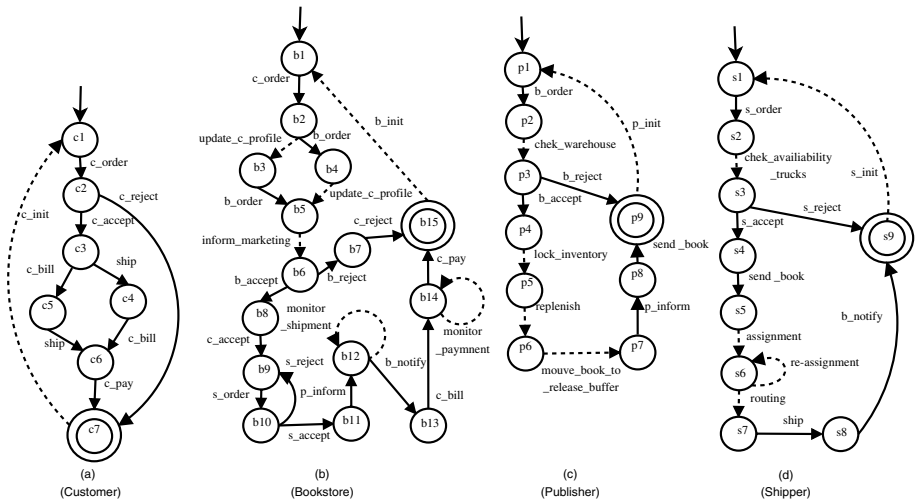 c1
c_order
c2
c_reject
c_accept
c3
c_init
c_bill
ship
c5
c4
ship
c_bill
c6
c_pay
c7
(a)
(Customer)
b1
c_order
b2
update_c_profile
b_order
b_init
b3
b4
b_order
update_c_profile
b5
inform_marketing
c_reject
b15
b7
b6
b_accept
b_reject
c_pay
b8
monitor
_shipment
b14
c_accept
monitor
_paymnent
b12
s_reject
b9
b_notify
s_order
p_inform
c_bill
b10
s_accept
b11
b13
(b)
(Bookstore)
p1
b_order
p_init
p2
chek_warehouse
p3
b_reject
b_accept
p9
p4
send _book
lock_inventory
p8
p5
p_inform
replenish
p6
p7
mouve_book_to
_release_buffer
(c)
(Publisher)
s1
s_order
s2
chek_availiability
_trucks
s_init
s3
s_reject
s_accept
s9
s4
send _book
s5
b_notify
assignment
re-assignment
s6
routing
s7
ship
s8
(d)
(Shipper)